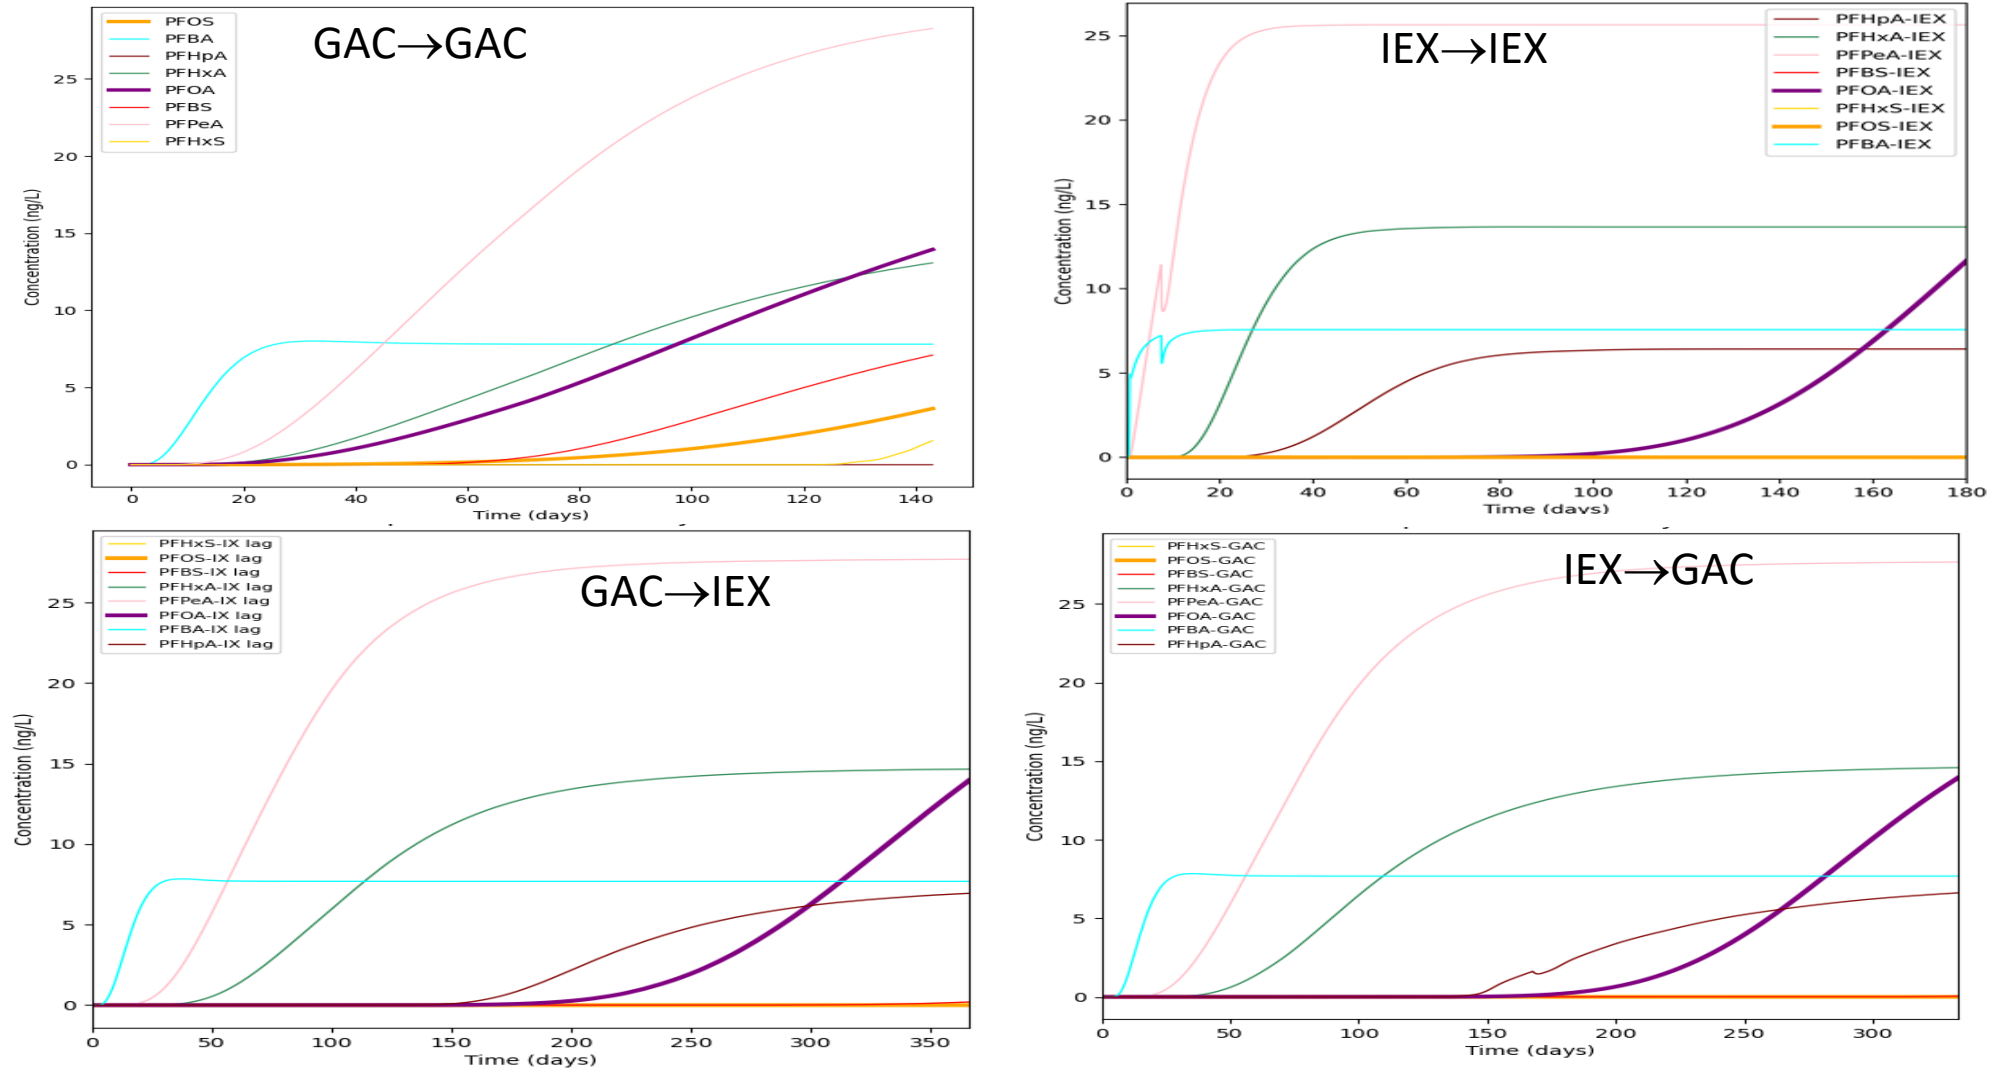 GAC→GAC
PFOS
PFBA
PFHpA
PFHxA
PFOA
PFBS
PFPeA
PFHxS
Concentration (ng/L)
25
20
15
10
5
0
0 20 40 60 80 100 120 140
Time (days)
IEX→IEX
PFHpA-IEX
PFHxA-IEX
PFPeA-IEX
PFBS-IEX
PFOA-IEX
PFHxS-IEX
PFOS-IEX
PFBA-IEX
Concentration (ng/L)
25
20
15
10
5
0
0 20 40 60 80 100 120 140 160 180
Time (days)
GAC→IEX
PFHxS-IX lag
PFOS-IX lag
PFBS-IX lag
PFHxA-IX lag
PFPeA-IX lag
PFOA-IX lag
PFBA-IX lag
PFHpA-IX lag
Concentration (ng/L)
25
20
15
10
5
0
0 50 100 150 200 250 300 350
Time (days)
IEX→GAC
PFHxS-GAC
PFOS-GAC
PFBS-GAC
PFHxA-GAC
PFPeA-GAC
PFOA-GAC
PFBA-GAC
PFHpA-GAC
Concentration (ng/L)
25
20
15
10
5
0
0 50 100 150 200 250 300
Time (days)